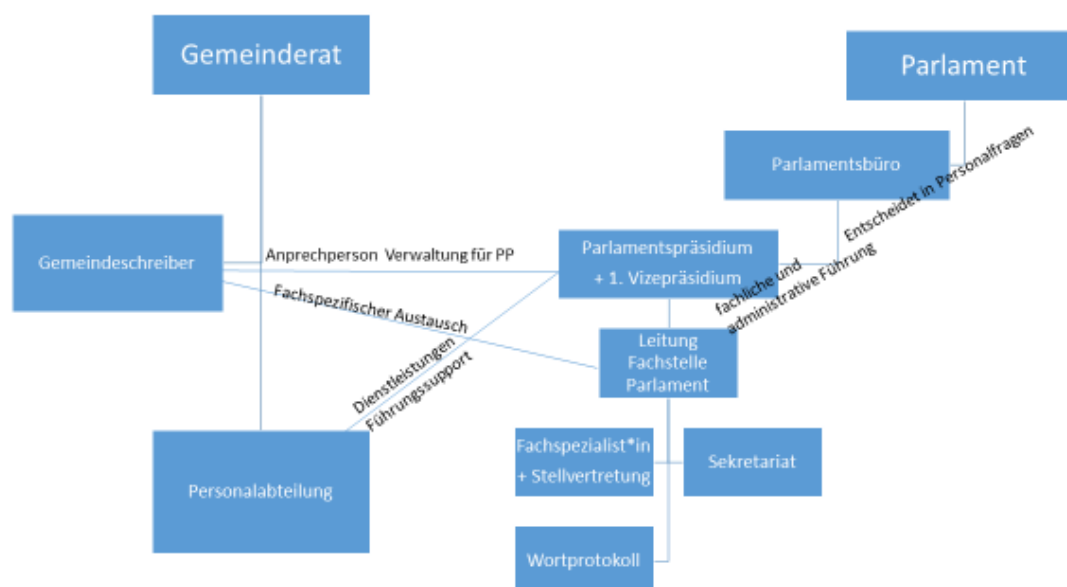 Gemeinderat
Parlament
Parlamentsbüro
Entscheidet in Personalfragen
Gemeindeschreiber
Anprechperson Verwaltung für PP
Parlamentspräsidium
+ 1. Vizepräsidium
fachliche und
administrative Führung
Fachspezifischer Austausch
Leitung
Fachstelle
Parlament
Dienstleistungen
Führungssupport
Personalabteilung
Fachspezialist*in
+ Stellvertretung
Sekretariat
Wortprotokoll